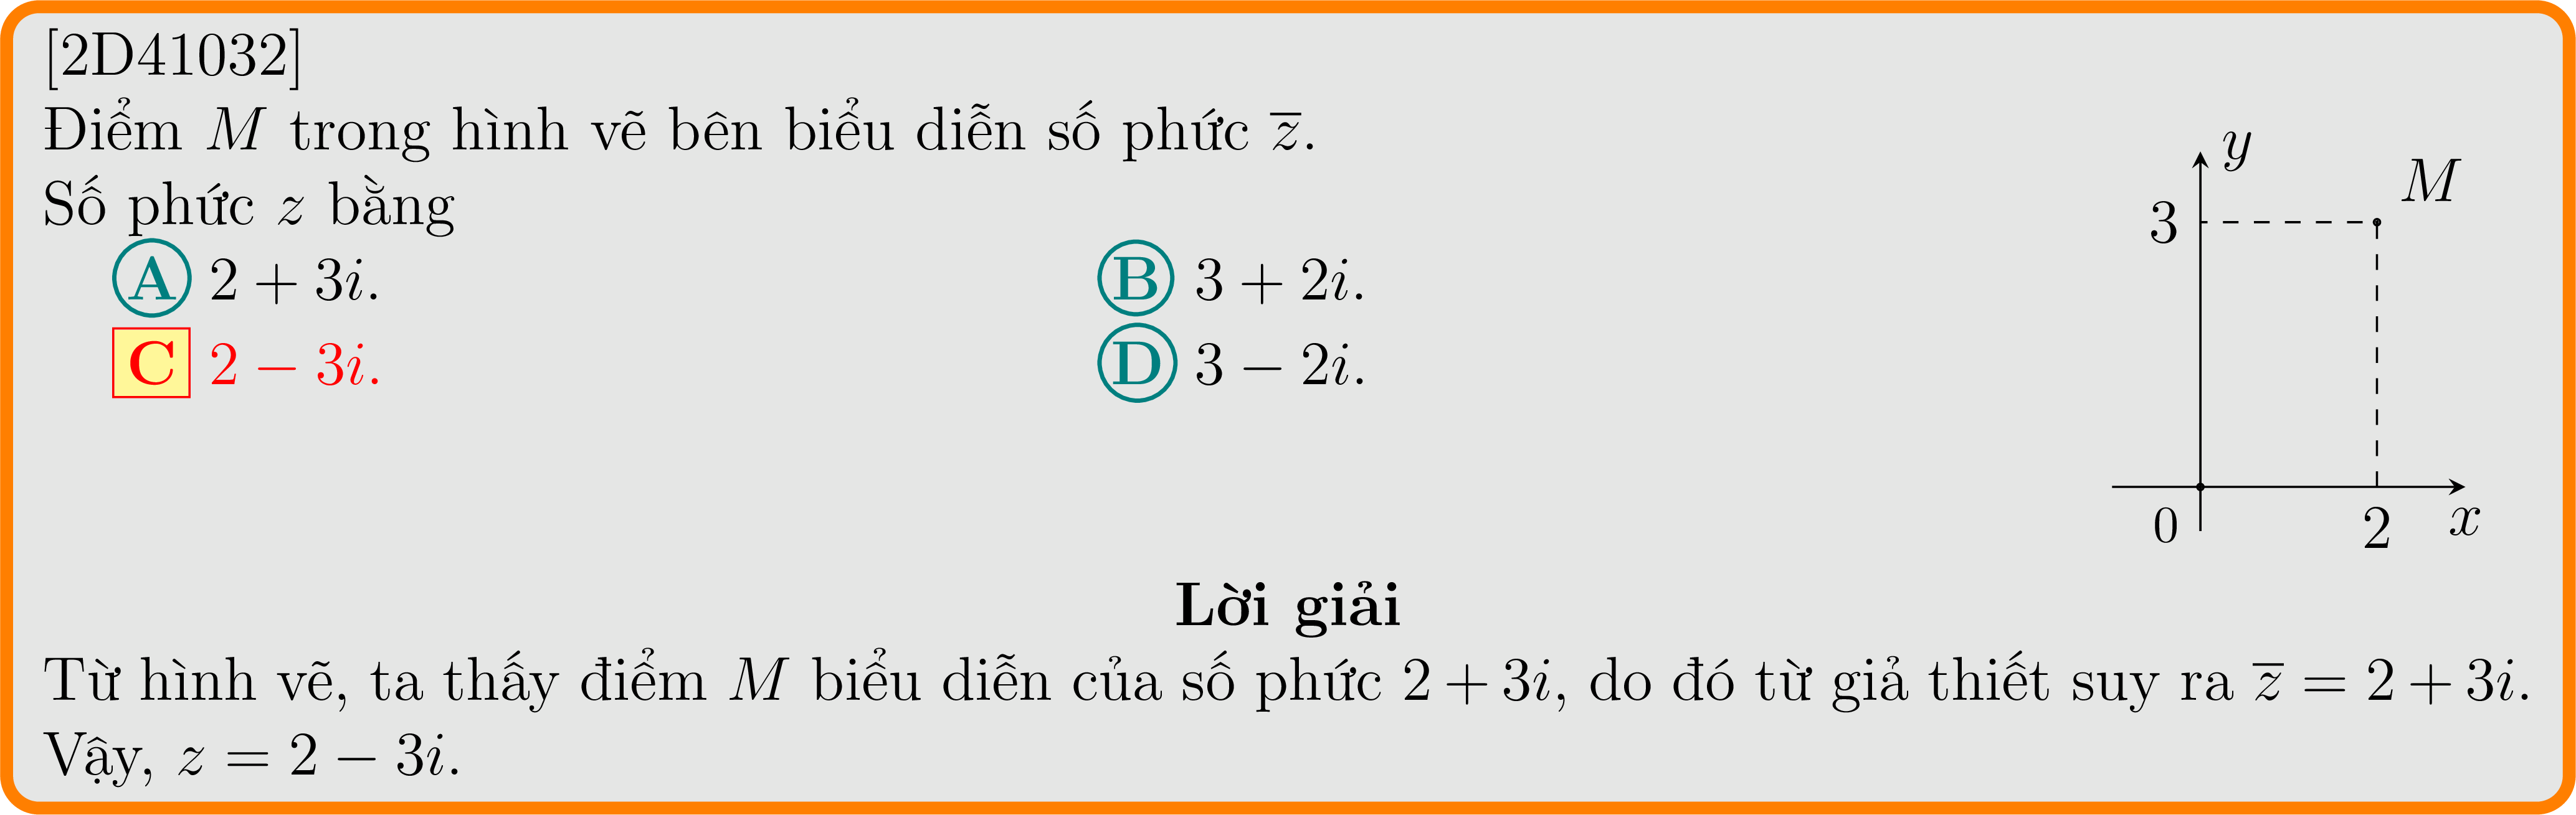 [2D41032]
Điểm M trong hình vẽ bên biểu diễn số phức z̅.
Số phức z bằng
A 2 + 3i.
B 3 + 2i.
C 2 − 3i.
D 3 − 2i.
y
M
3
0
2
x
Lời giải
Từ hình vẽ, ta thấy điểm M biểu diễn của số phức 2 + 3i, do đó từ giả thiết suy ra z̅ = 2 + 3i.
Vậy, z = 2 − 3i.